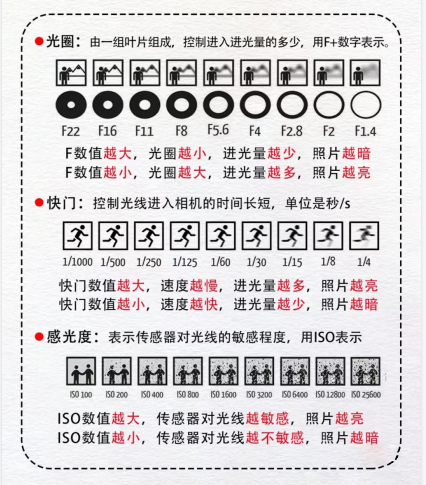 光圈：由一组叶片组成，控制进入进光量的多少，用F+数字表示。
F22 F16 F11 F8 F5.6 F4 F2.8 F2 F1.4
F数值越大，光圈越小，进光量越少，照片越暗
F数值越小，光圈越大，进光量越多，照片越亮
快门：控制光线进入相机的时间长短，单位是秒/s
1/1000 1/500 1/250 1/125 1/60 1/30 1/15 1/8 1/4
快门数值越大，速度越慢，进光量越多，照片越亮
快门数值越小，速度越快，进光量越少，照片越暗
感光度：表示传感器对光线的敏感程度，用ISO表示
ISO 100 ISO 200 ISO 400 ISO 800 ISO 1600 ISO 3200 ISO 6400 ISO 12800 ISO 25600
ISO数值越大，传感器对光线越敏感，照片越亮
ISO数值越小，传感器对光线越不敏感，照片越暗